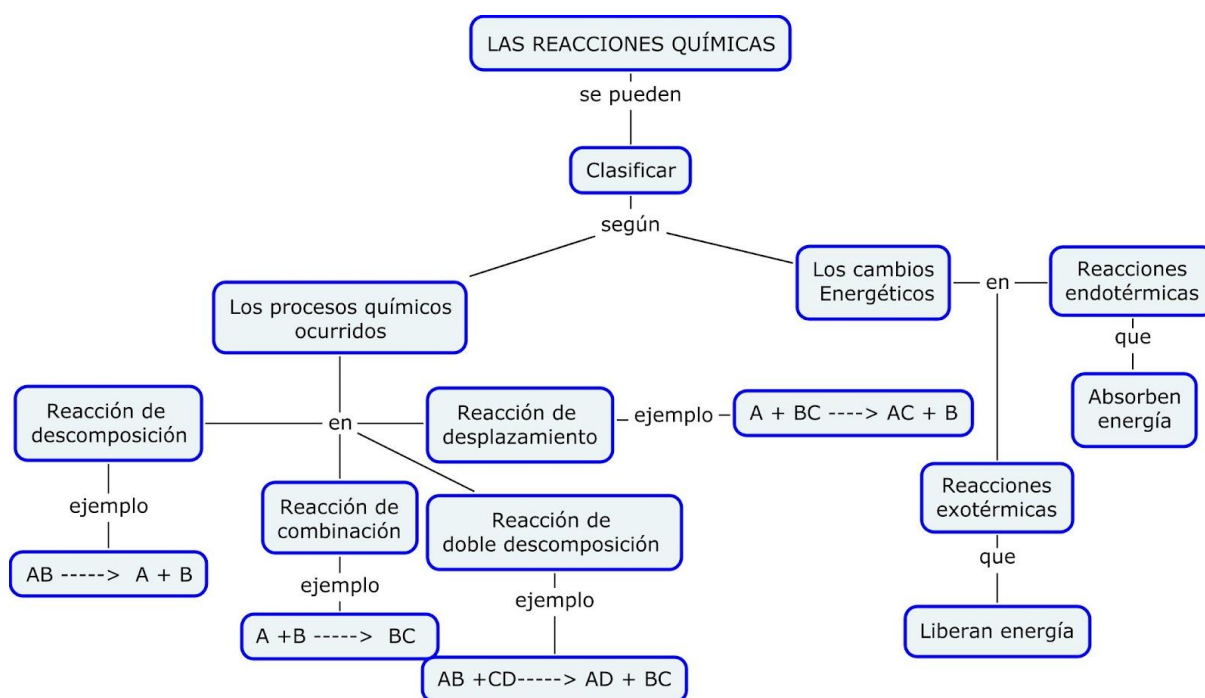 LAS REACCIONES QUÍMICAS
se pueden
Clasificar
según
Los procesos químicos
ocurridos
Los cambios
Energéticos
en
Reacciones
endotérmicas
que
Absorben
energía
Reacción de
descomposición
en
Reacción de
desplazamiento
ejemplo
A + BC ----> AC + B
ejemplo
AB -----> A + B
Reacción de
combinación
ejemplo
A +B -----> BC
Reacción de
doble descomposición
ejemplo
AB +CD-----> AD + BC
Reacciones
exotérmicas
que
Liberan energía